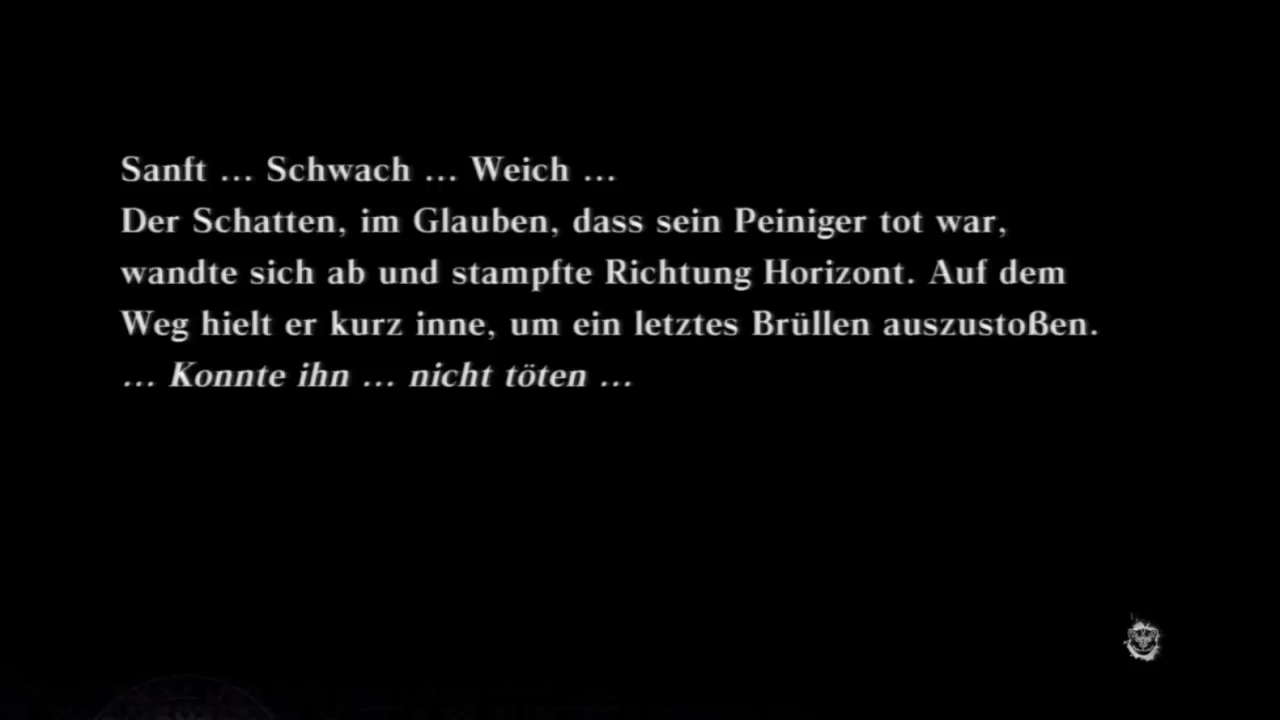 Sanft … Schwach … Weich …
Der Schatten, im Glauben, dass sein Peiniger tot war,
wandte sich ab und stampfte Richtung Horizont. Auf dem
Weg hielt er kurz inne, um ein letztes Brüllen auszustoßen.
… Konnte ihn … nicht töten …